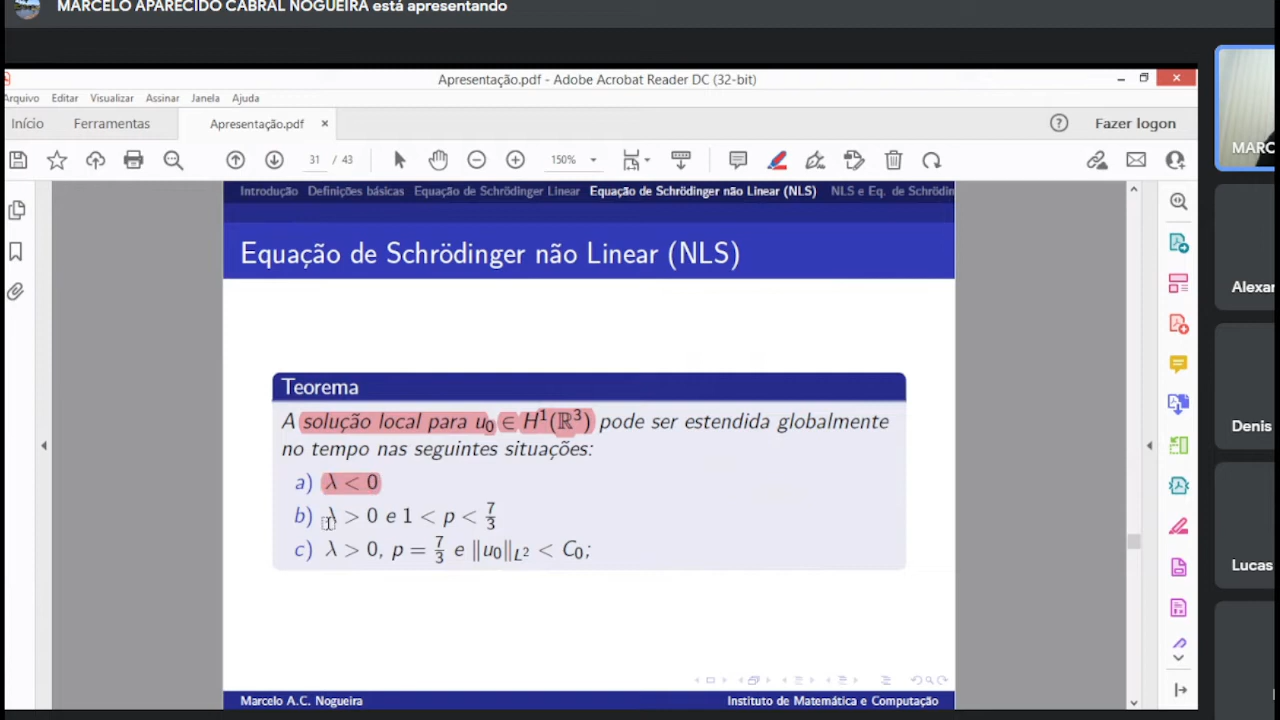 MARCELO APARECIDO CABRAL NOGUEIRA está apresentando
Apresentação.pdf - Adobe Acrobat Reader DC (32-bit)
Arquivo Editar Visualizar Assinar Janela Ajuda
Início Ferramentas Apresentação.pdf × Fazer logon
31 / 43 150%
Introdução Definições básicas Equação de Schrödinger Linear Equação de Schrödinger não Linear (NLS) NLS e Eq. de Schrödin
Equação de Schrödinger não Linear (NLS)
Teorema
A solução local para u₀ ∈ H¹(ℝ³) pode ser estendida globalmente
no tempo nas seguintes situações:
a) λ < 0
b) λ > 0 e 1 < p < 7/3
c) λ > 0, p = 7/3 e ‖u₀‖_L² < C₀;
Marcelo A.C. Nogueira Instituto de Matemática e Computação
MARC
Alexar
Denis
Lucas